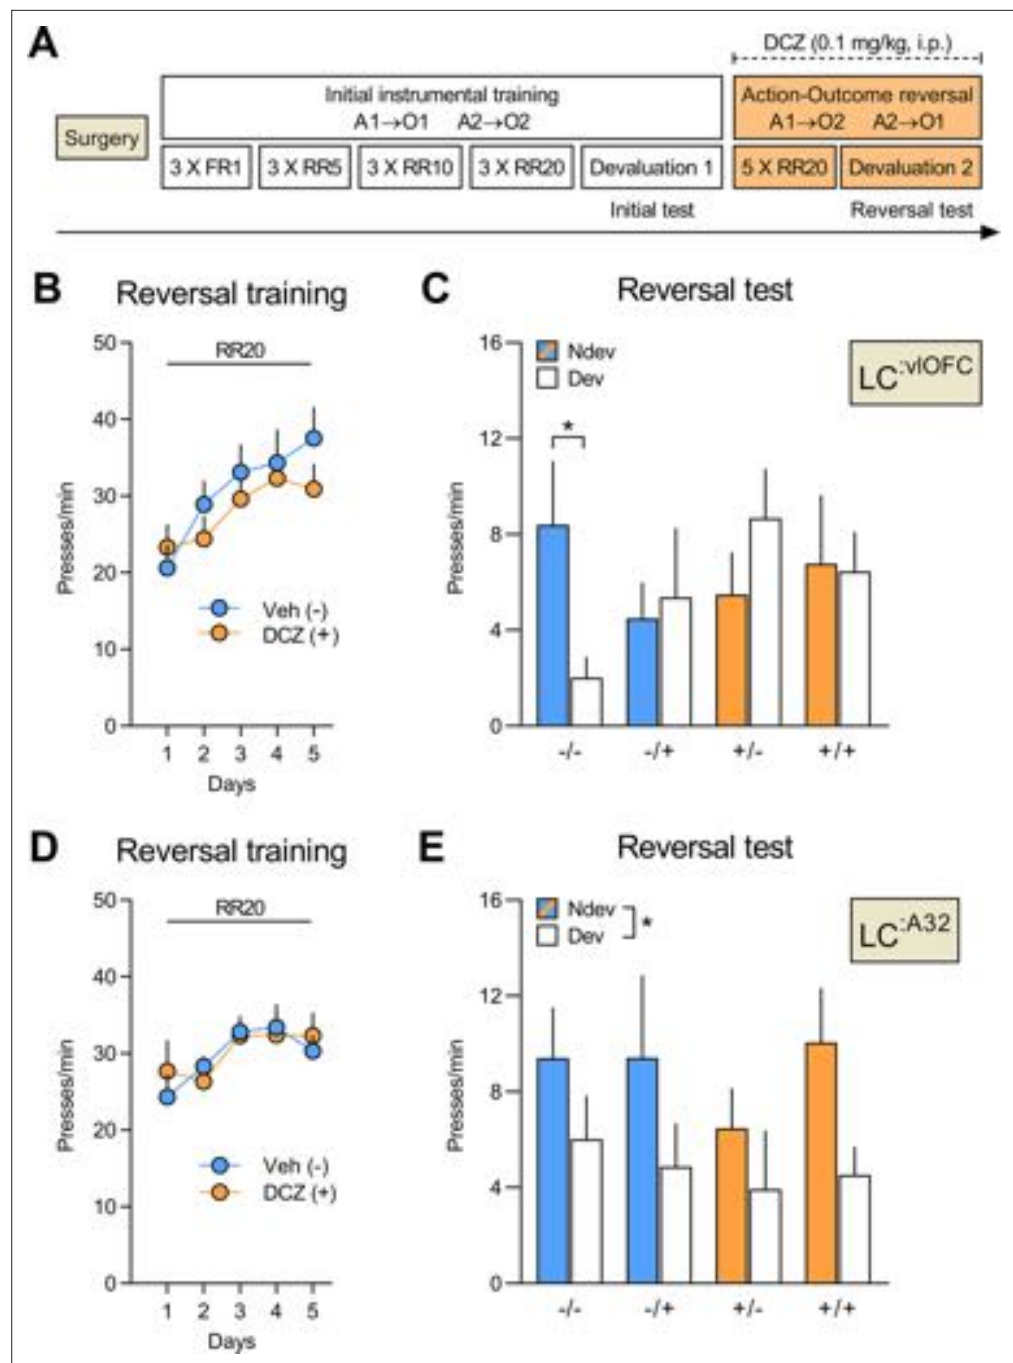 A
DCZ (0.1 mg/kg, i.p.)
Surgery
Initial instrumental training
A1→O1 A2→O2
Action-Outcome reversal
A1→O2 A2→O1
3 X FR1
3 X RR5
3 X RR10
3 X RR20
Devaluation 1
5 X RR20
Devaluation 2
Initial test
Reversal test
B
Reversal training
50
40
30
20
10
0
Presses/min
RR20
Veh (-)
DCZ (+)
1 2 3 4 5
Days
C
Reversal test
16
12
8
4
0
Presses/min
Ndev
Dev
*
LC:vlOFC
-/- -/+ +/- +/+
D
Reversal training
50
40
30
20
10
0
Presses/min
RR20
Veh (-)
DCZ (+)
1 2 3 4 5
Days
E
Reversal test
16
12
8
4
0
Presses/min
Ndev
Dev
*
LC:A32
-/- -/+ +/- +/+